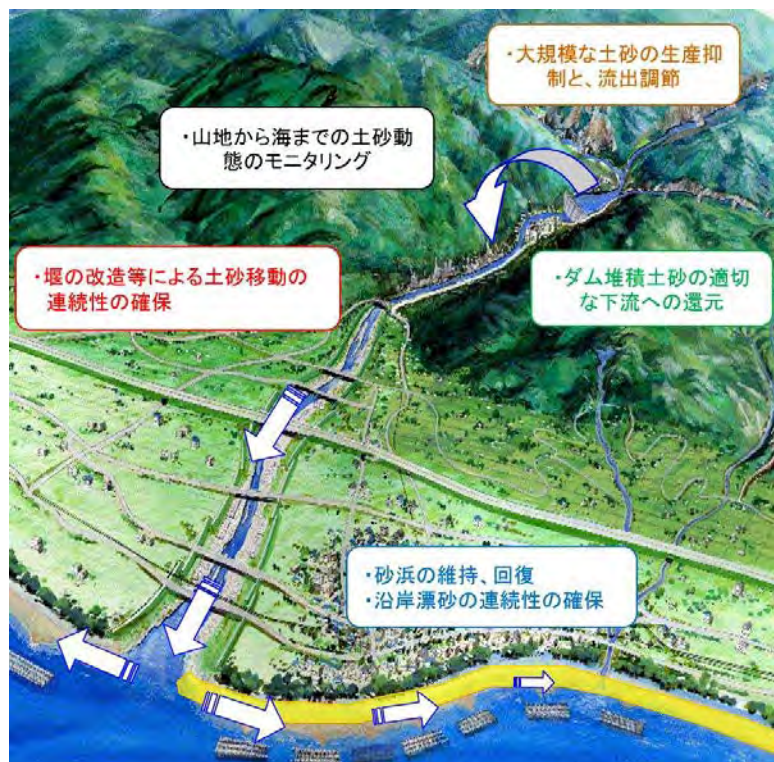 ・大規模な土砂の生産抑
制と、流出調節
・山地から海までの土砂動
態のモニタリング
・堰の改造等による土砂移動の
連続性の確保
・ダム堆積土砂の適切
な下流への還元
・砂浜の維持、回復
・沿岸漂砂の連続性の確保